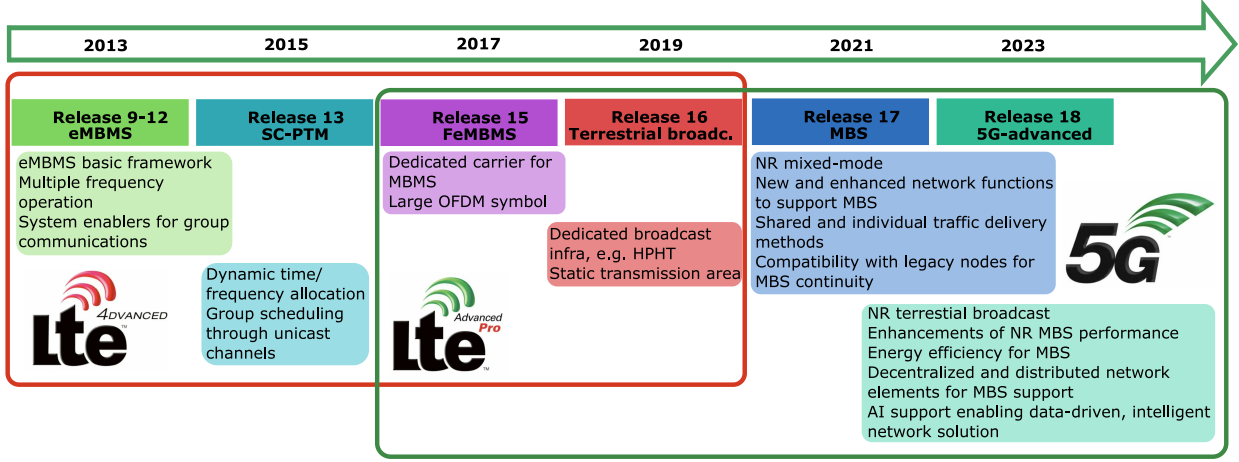 2013
2015
2017
2019
2021
2023
Release 9-12
eMBMS
Release 13
SC-PTM
Release 15
FeMBMS
Release 16
Terrestrial broadc.
Release 17
MBS
Release 18
5G-advanced
eMBMS basic framework
Multiple frequency
operation
System enablers for group
communications
Dynamic time/
frequency allocation
Group scheduling
through unicast
channels
Dedicated carrier for
MBMS
Large OFDM symbol
Dedicated broadcast
infra, e.g. HPHT
Static transmission area
NR mixed-mode
New and enhanced network functions
to support MBS
Shared and individual traffic delivery
methods
Compatibility with legacy nodes for
MBS continuity
NR terrestial broadcast
Enhancements of NR MBS performance
Energy efficiency for MBS
Decentralized and distributed network
elements for MBS support
AI support enabling data-driven, intelligent
network solution
4DVANCED
Lte™
Advanced
Pro
Lte™
5G